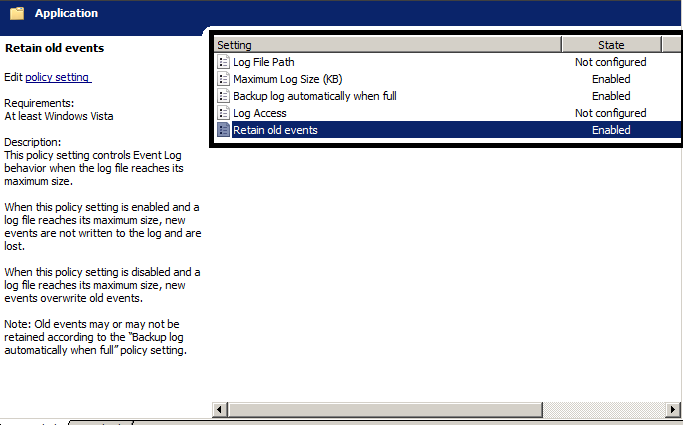 Application
Retain old events
Edit policy setting
Requirements:
At least Windows Vista
Description:
This policy setting controls Event Log
behavior when the log file reaches its
maximum size.
When this policy setting is enabled and a
log file reaches its maximum size, new
events are not written to the log and are
lost.
When this policy setting is disabled and a
log file reaches its maximum size, new
events overwrite old events.
Note: Old events may or may not be
retained according to the “Backup log
automatically when full” policy setting.
Setting State
Log File Path Not configured
Maximum Log Size (KB) Enabled
Backup log automatically when full Enabled
Log Access Not configured
Retain old events Enabled